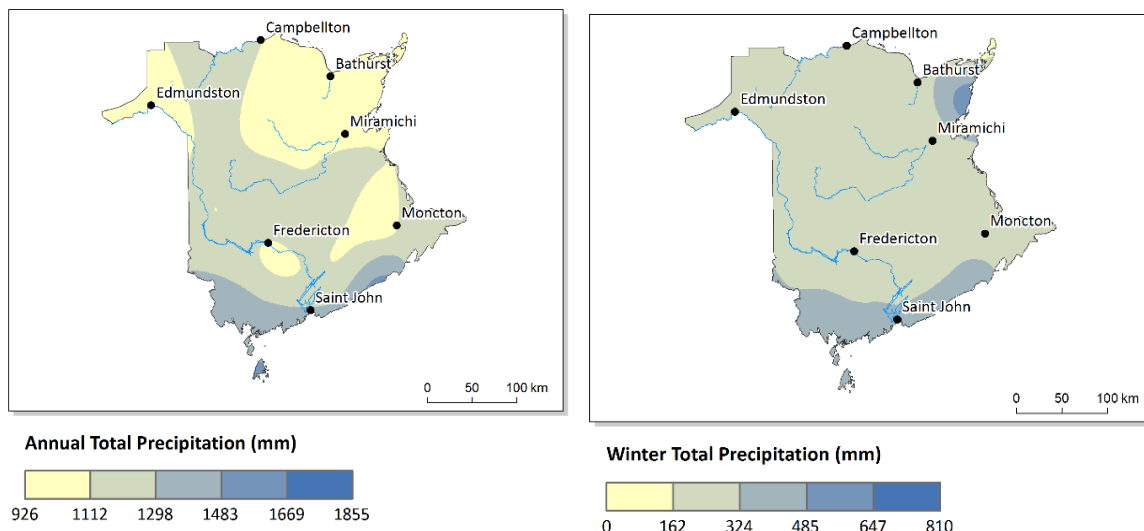 Campbellton
Bathurst
Edmundston
Miramichi
Moncton
Fredericton
Saint John
0 50 100 km
Annual Total Precipitation (mm)
926 1112 1298 1483 1669 1855
Campbellton
Bathurst
Edmundston
Miramichi
Moncton
Fredericton
Saint John
0 50 100 km
Winter Total Precipitation (mm)
0 162 324 485 647 810